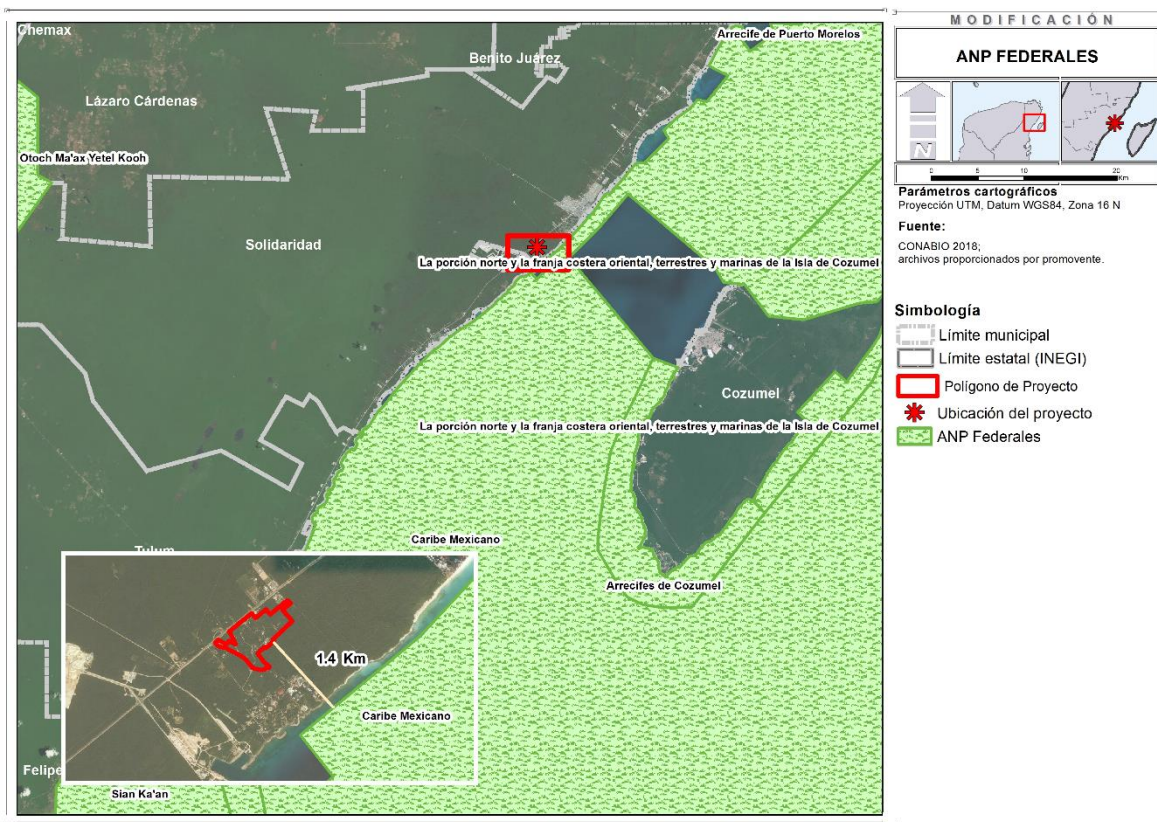 Chemax
Arrecife de Puerto Morelos
Benito Juárez
Lázaro Cárdenas
Otoch Ma'ax Yetel Kooh
Solidaridad
La porción norte y la franja costera oriental, terrestres y marinas de la Isla de Cozumel
Cozumel
La porción norte y la franja costera oriental, terrestres y marinas de la Isla de Cozumel
Caribe Mexicano
Tulum
Arrecifes de Cozumel
1.4 Km
Caribe Mexicano
Felipe
Sian Ka'an
MODIFICACIÓN
ANP FEDERALES
N
0 5 10 20
Km
Parámetros cartográficos
Proyección UTM, Datum WGS84, Zona 16 N
Fuente:
CONABIO 2018;
archivos proporcionados por promovente.
Simbología
Límite municipal
Límite estatal (INEGI)
Polígono de Proyecto
Ubicación del proyecto
ANP Federales